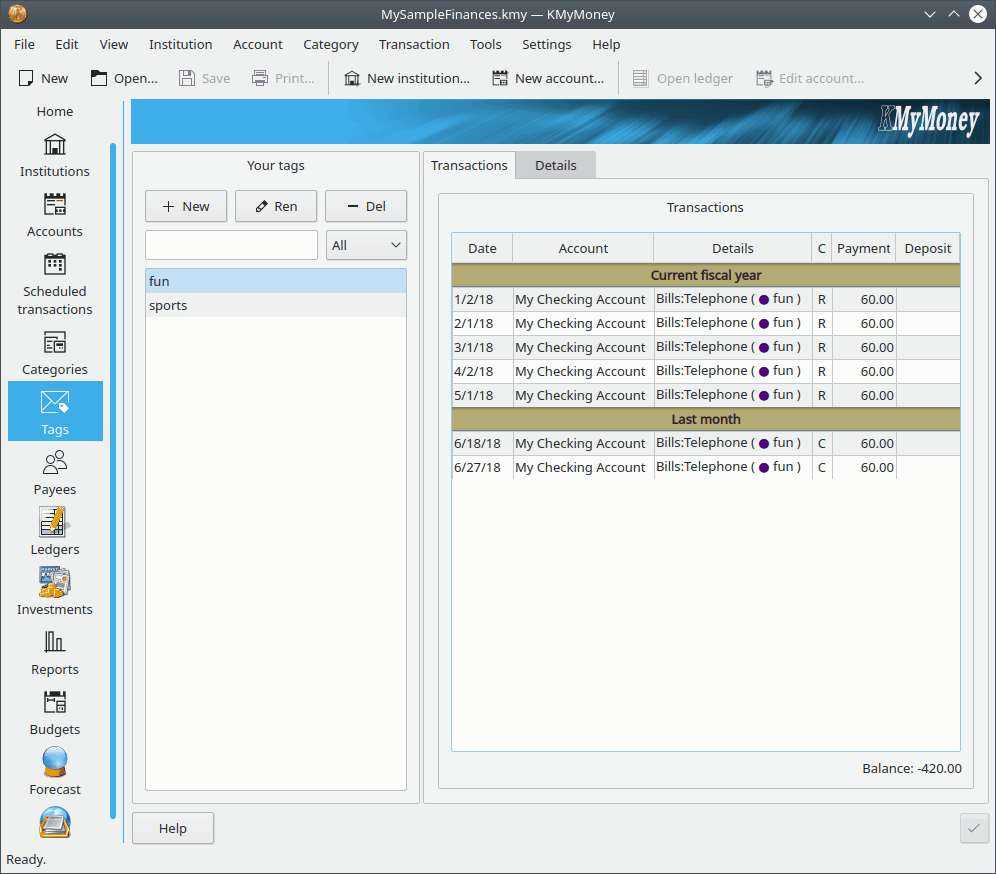 MySampleFinances.kmy — KMyMoney
File Edit View Institution Account Category Transaction Tools Settings Help
New Open... Save Print... New institution... New account... Open ledger Edit account...
KMyMoney
Home
Institutions
Accounts
Scheduled
transactions
Categories
Tags
Payees
Ledgers
Investments
Reports
Budgets
Forecast
Your tags
New Ren Del
All
fun
sports
Transactions Details
Transactions
Date Account Details C Payment Deposit
Current fiscal year
1/2/18 My Checking Account Bills:Telephone ( fun ) R 60.00
2/1/18 My Checking Account Bills:Telephone ( fun ) R 60.00
3/1/18 My Checking Account Bills:Telephone ( fun ) R 60.00
4/2/18 My Checking Account Bills:Telephone ( fun ) R 60.00
5/1/18 My Checking Account Bills:Telephone ( fun ) R 60.00
Last month
6/18/18 My Checking Account Bills:Telephone ( fun ) C 60.00
6/27/18 My Checking Account Bills:Telephone ( fun ) C 60.00
Balance: -420.00
Help
Ready.